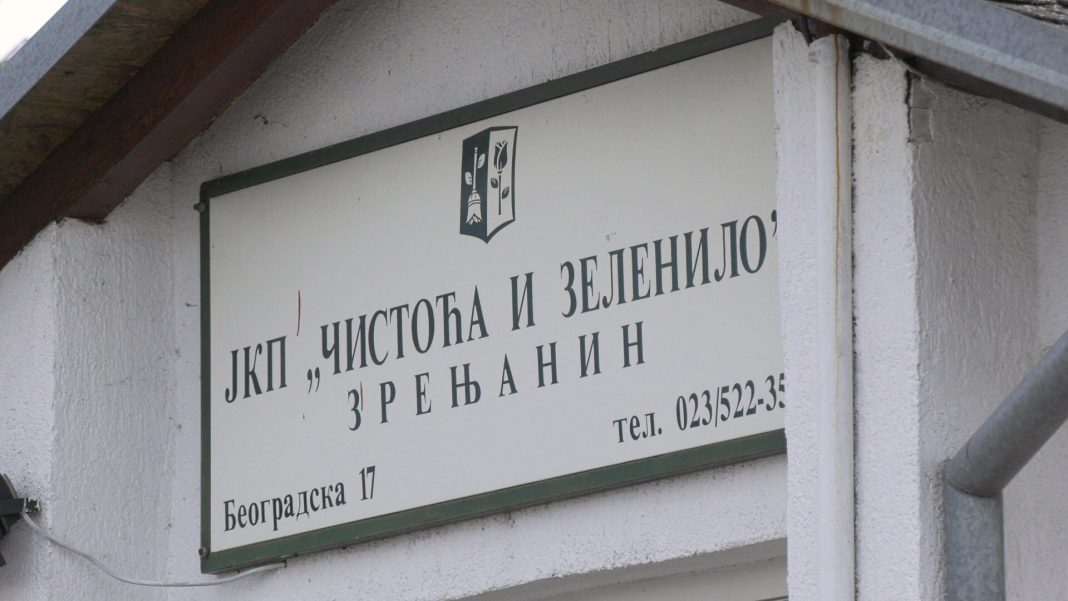 ЈКП „ЧИСТОЋА И ЗЕЛЕНИЛО”
ЗРЕЊАНИН
тел. 023/522-35
Београдска 17